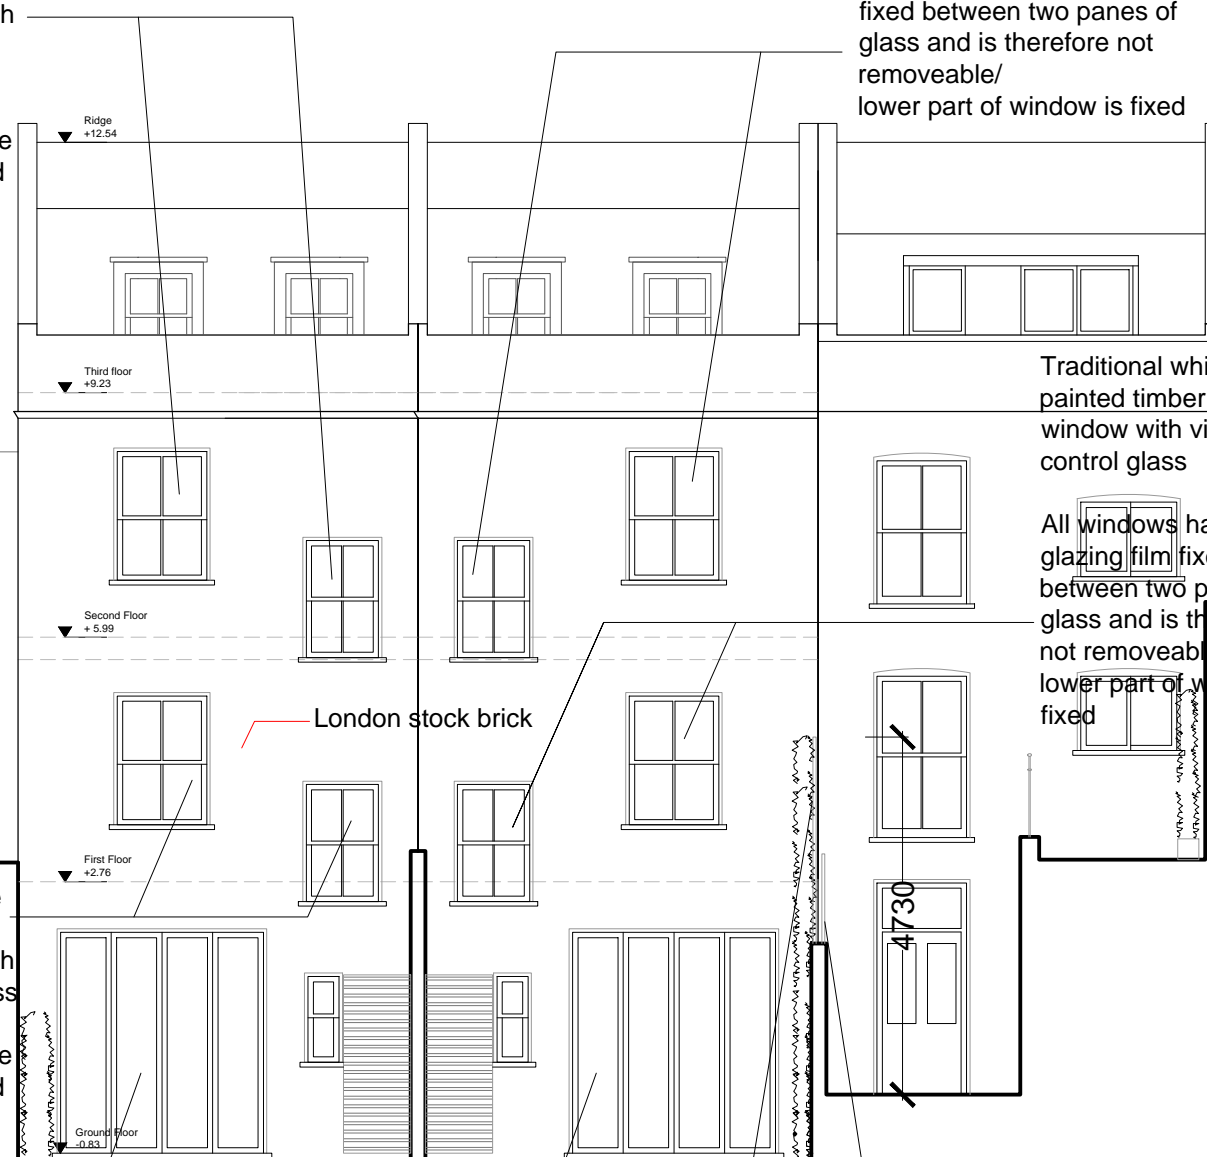 h
fixed between two panes of
glass and is therefore not
removeable/
lower part of window is fixed
Ridge
+12.54
e
d
Third floor
+9.23
Traditional whi
painted timber
window with vi
control glass
All windows ha
glazing film fixe
between two p
glass and is th
not removeabl
lower part of w
fixed
Second Floor
+ 5.99
London stock brick
First Floor
+2.76
e
h
ss
e
d
4730
Ground Floor
-0.83